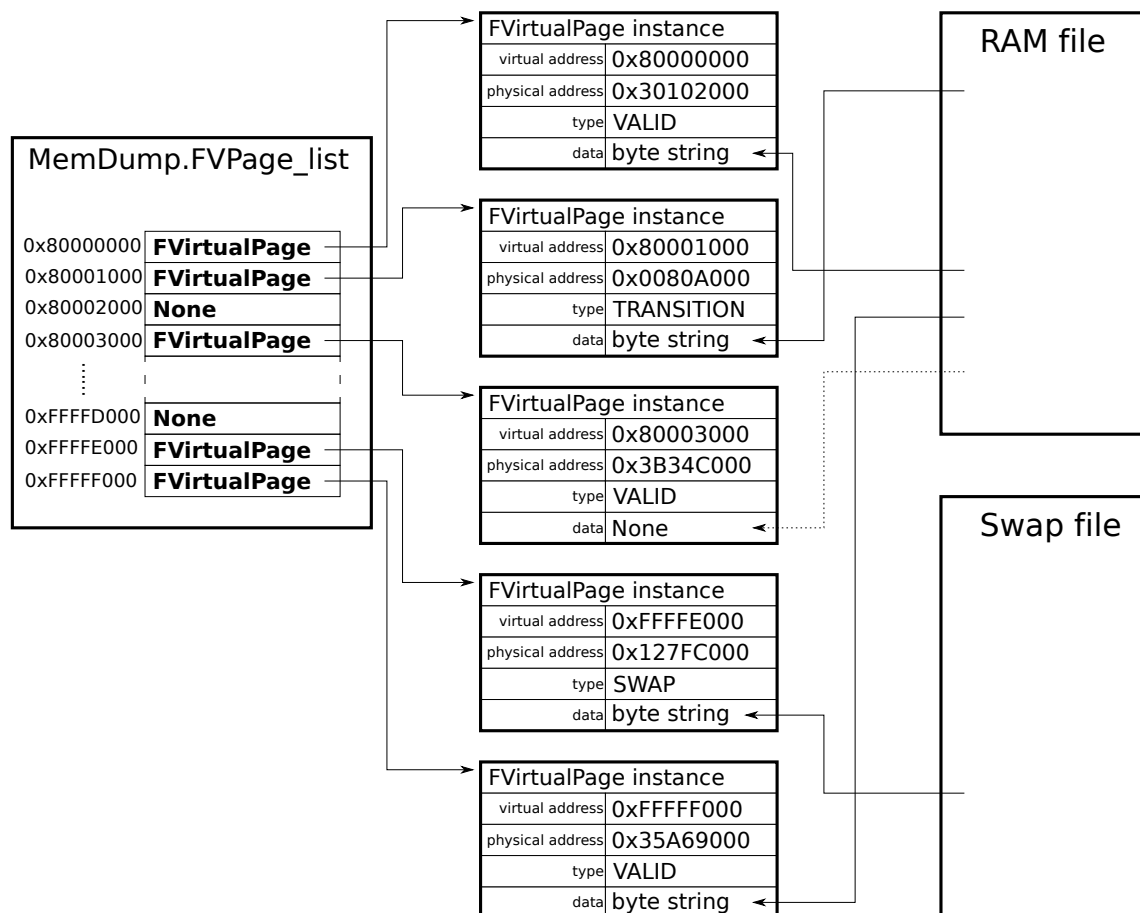 MemDump.FVPage_list
0x80000000 FVirtualPage
0x80001000 FVirtualPage
0x80002000 None
0x80003000 FVirtualPage
0xFFFFD000 None
0xFFFFE000 FVirtualPage
0xFFFFF000 FVirtualPage
FVirtualPage instance
virtual address 0x80000000
physical address 0x30102000
type VALID
data byte string
FVirtualPage instance
virtual address 0x80001000
physical address 0x0080A000
type TRANSITION
data byte string
FVirtualPage instance
virtual address 0x80003000
physical address 0x3B34C000
type VALID
data None
FVirtualPage instance
virtual address 0xFFFFE000
physical address 0x127FC000
type SWAP
data byte string
FVirtualPage instance
virtual address 0xFFFFF000
physical address 0x35A69000
type VALID
data byte string
RAM file
Swap file